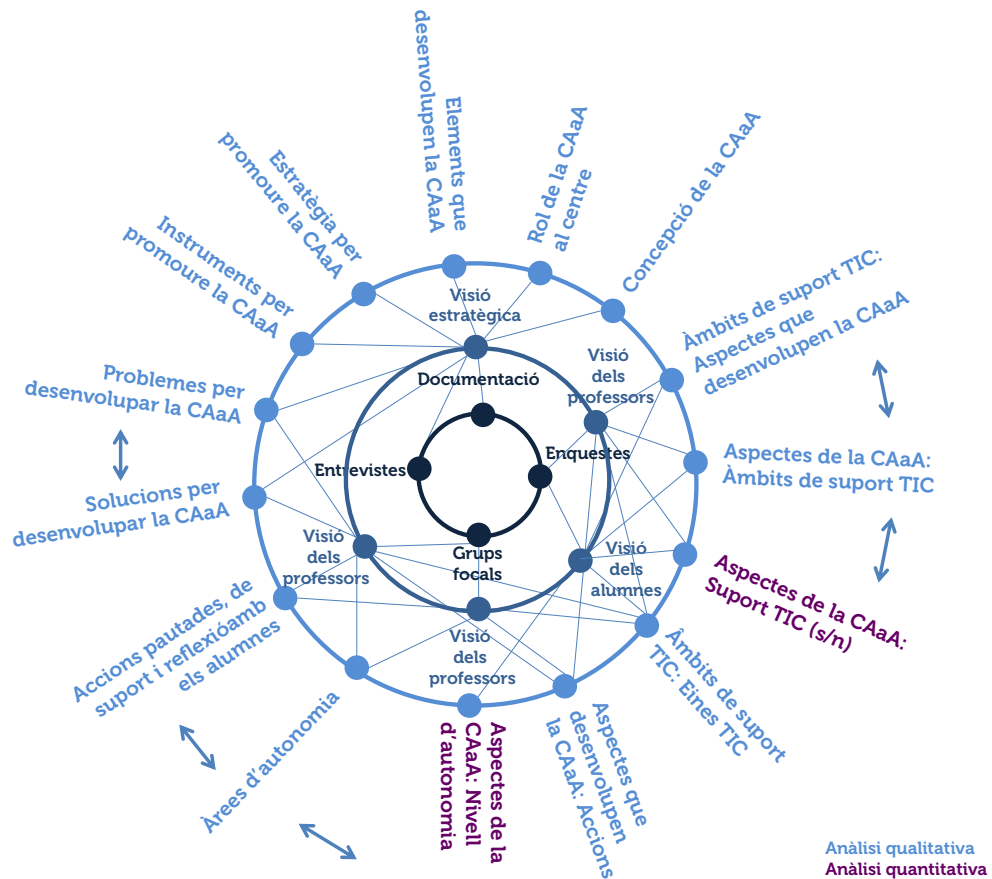 Elements que
desenvolupen la CAaA
Rol de la CAaA
al centre
Concepció de la CAaA
Estratègia per
promoure la CAaA
Instruments per
promoure la CAaA
Àmbits de suport TIC:
Aspectes que
desenvolupen la CAaA
Visió
estratègica
Visió
dels
professors
Documentació
Problemes per
desenvolupar la CAaA
Enquestes
Entrevistes
Aspectes de la CAaA:
Àmbits de suport TIC
Solucions per
desenvolupar la CAaA
Visió
dels
professors
Grups
focals
Visió
dels
alumnes
Aspectes de la CAaA:
Suport TIC (s/n)
Accions pautades, de
suport i reflexióamb
els alumnes
Visió
dels
professors
Àmbits de suport
TIC: Eines TIC
Àrees d'autonomia
Aspectes de la
CAaA: Nivell
d'autonomia
Aspectes que
desenvolupen
la CAaA: Accions
Anàlisi qualitativa
Anàlisi quantitativa